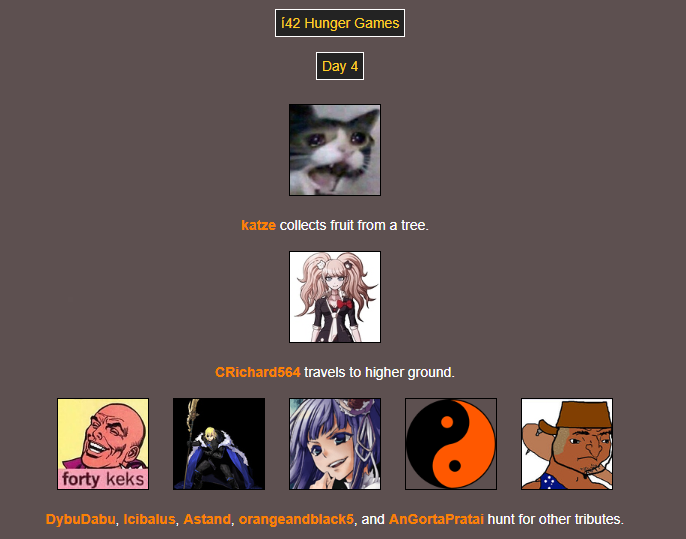 í42 Hunger Games
Day 4
katze collects fruit from a tree.
CRichard564 travels to higher ground.
forty keks
DybuDabu, Icibalus, Astand, orangeandblack5, and AnGortaPratai hunt for other tributes.